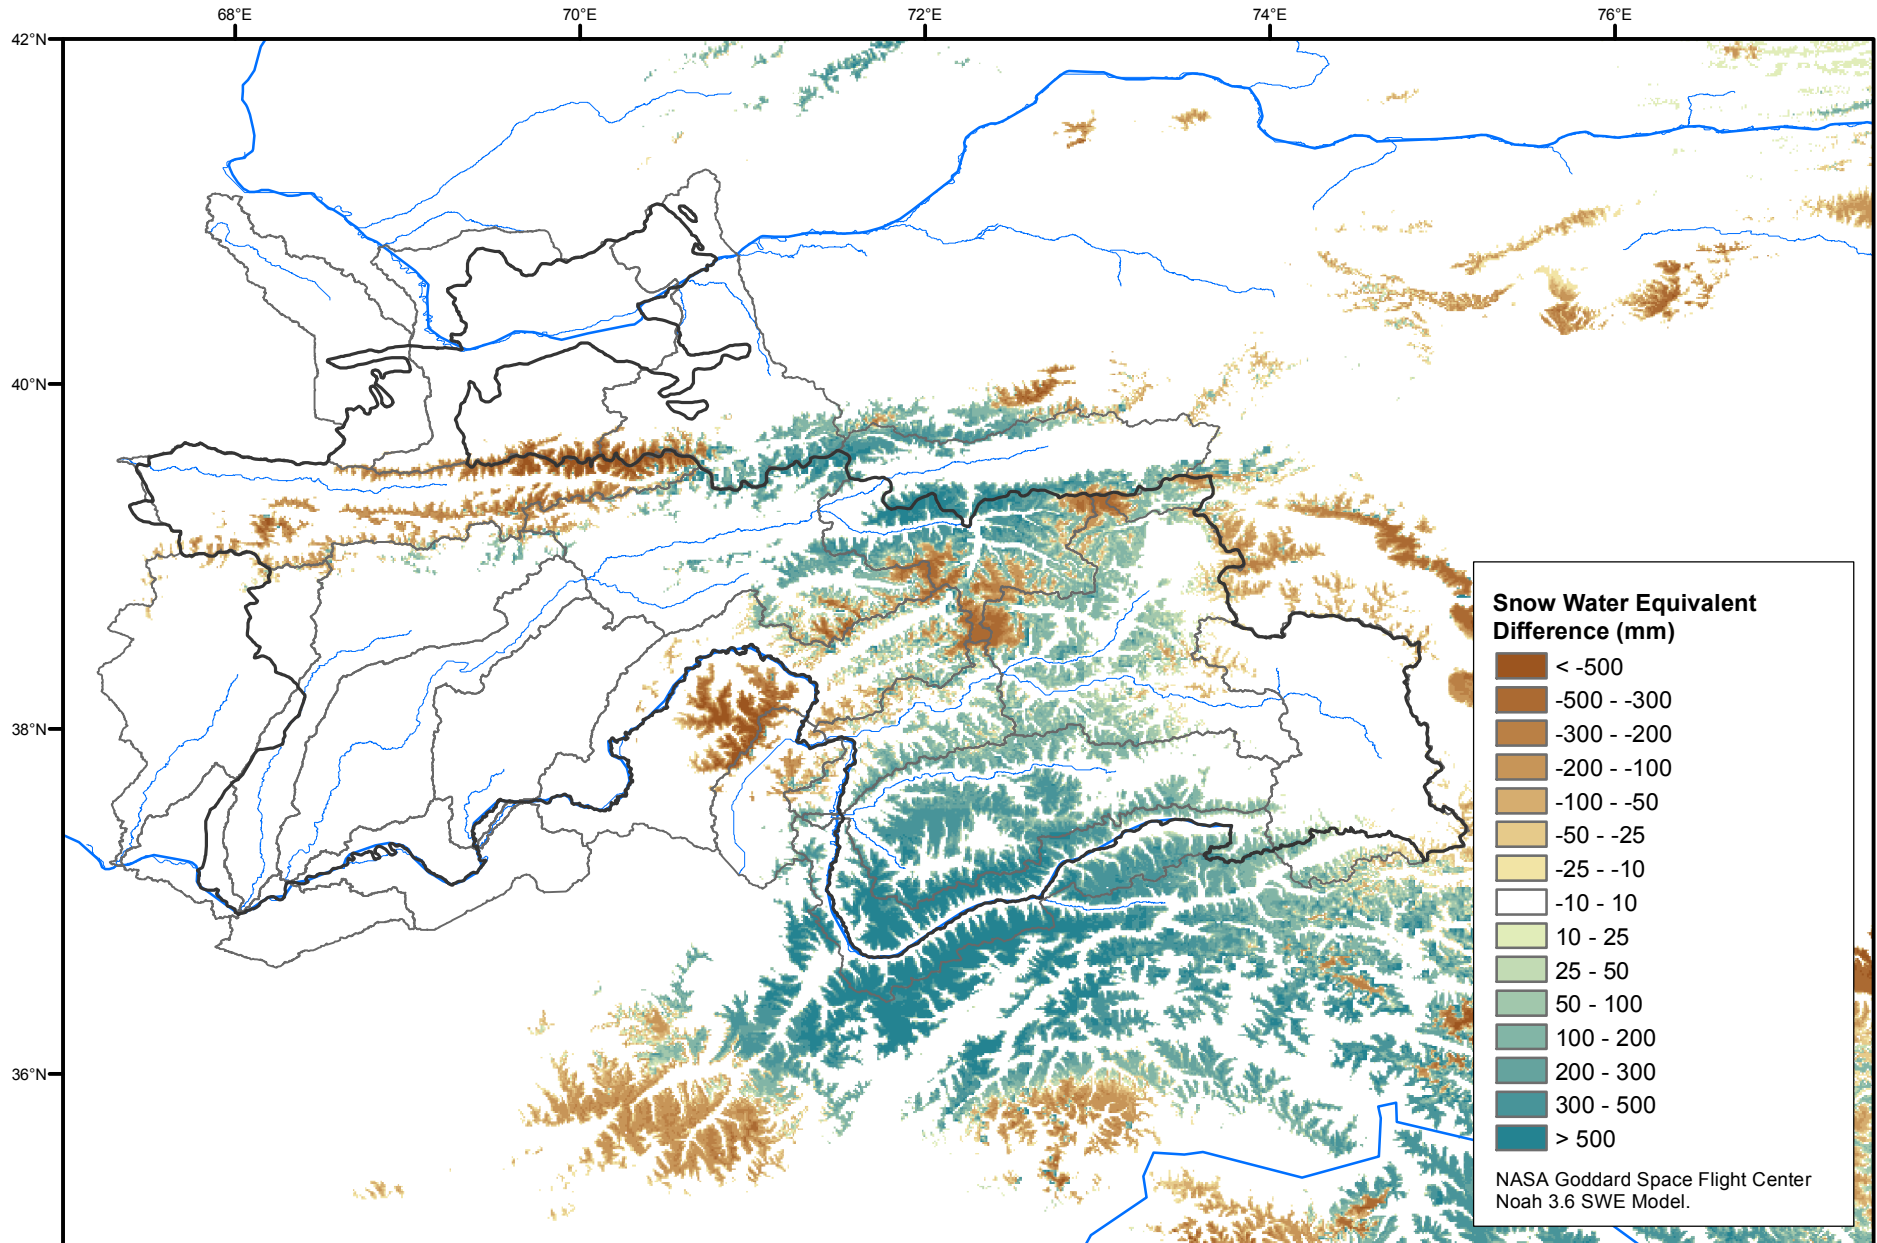 68°E 70°E 72°E 74°E 76°E
42°N
40°N
38°N
36°N
Snow Water Equivalent
Difference (mm)
< -500
-500 - -300
-300 - -200
-200 - -100
-100 - -50
-50 - -25
-25 - -10
-10 - 10
10 - 25
25 - 50
50 - 100
100 - 200
200 - 300
300 - 500
> 500
NASA Goddard Space Flight Center
Noah 3.6 SWE Model.